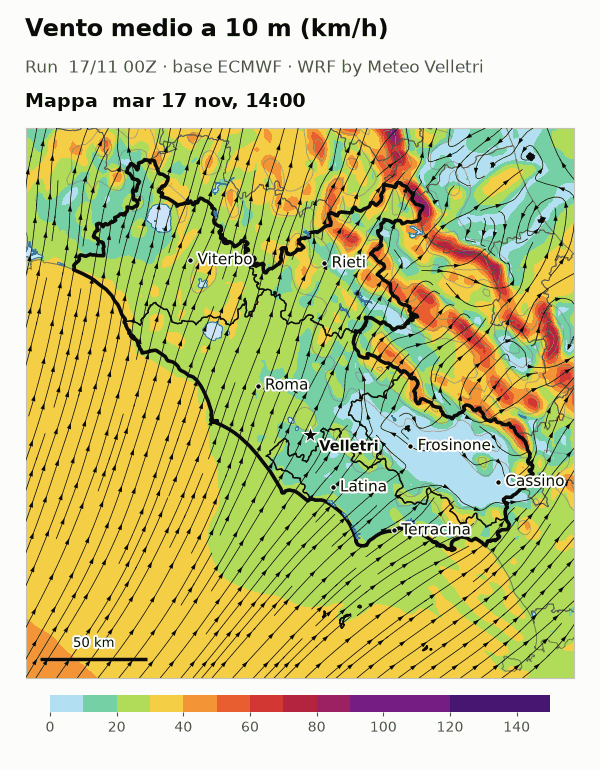 Vento medio a 10 m (km/h)
Run  17/11 00Z · base ECMWF · WRF by Meteo Velletri
Mappa  mar 17 nov, 14:00
Viterbo
Rieti
Roma
Velletri
Frosinone
Cassino
Latina
Terracina
50 km
0 20 40 60 80 100 120 140